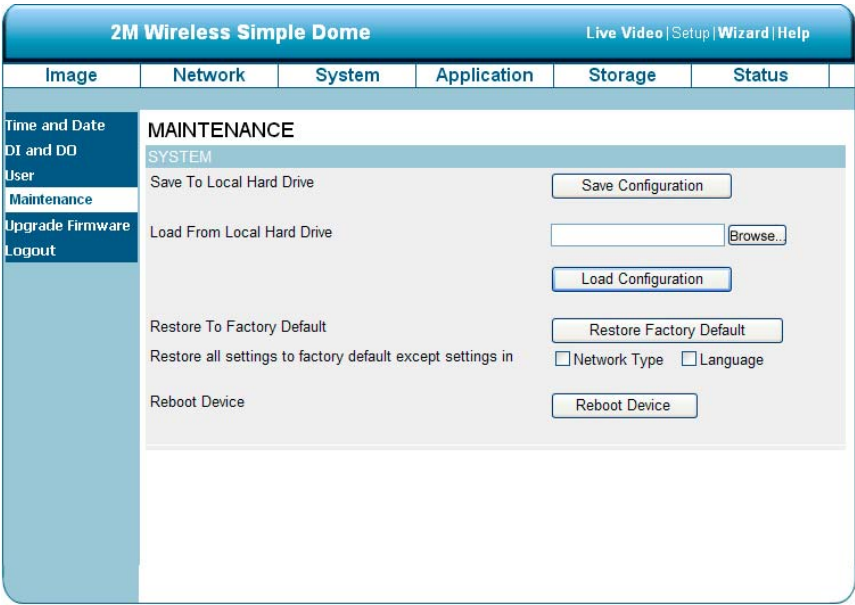 2M Wireless Simple Dome
Live Video | Setup | Wizard | Help
Image Network System Application Storage Status
Time and Date
DI and DO
User
Maintenance
Upgrade Firmware
Logout
MAINTENANCE
SYSTEM
Save To Local Hard Drive Save Configuration
Load From Local Hard Drive Browse...
Load Configuration
Restore To Factory Default Restore Factory Default
Restore all settings to factory default except settings in Network Type Language
Reboot Device Reboot Device